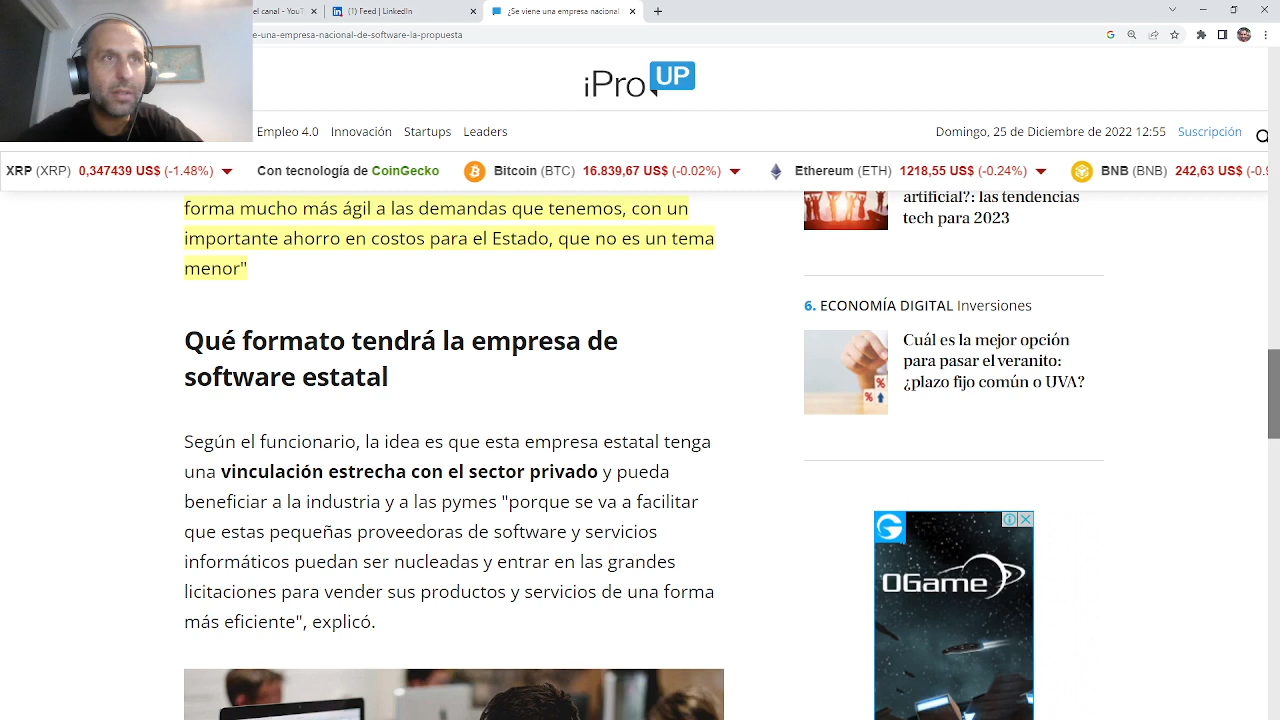 el canal - YouT
(1) Feed | LinkedIn
Se viene una empresa nacional
e-una-empresa-nacional-de-software-la-propuesta
iPro UP
Empleo 4.0 Innovación Startups Leaders
Domingo, 25 de Diciembre de 2022 12:55 Suscripción
XRP (XRP) 0,347439 US$ (-1.48%) Con tecnología de CoinGecko Bitcoin (BTC) 16.839,67 US$ (-0.02%) Ethereum (ETH) 1218,55 US$ (-0.24%) BNB (BNB) 242,63 US$ (-0.9
forma mucho más ágil a las demandas que tenemos, con un
importante ahorro en costos para el Estado, que no es un tema
menor"
Qué formato tendrá la empresa de
software estatal
Según el funcionario, la idea es que esta empresa estatal tenga
una vinculación estrecha con el sector privado y pueda
beneficiar a la industria y a las pymes "porque se va a facilitar
que estas pequeñas proveedoras de software y servicios
informáticos puedan ser nucleadas y entrar en las grandes
licitaciones para vender sus productos y servicios de una forma
más eficiente", explicó.
artificial?: las tendencias
tech para 2023
6. ECONOMÍA DIGITAL Inversiones
Cuál es la mejor opción
para pasar el veranito:
¿plazo fijo común o UVA?
%
%
OGame